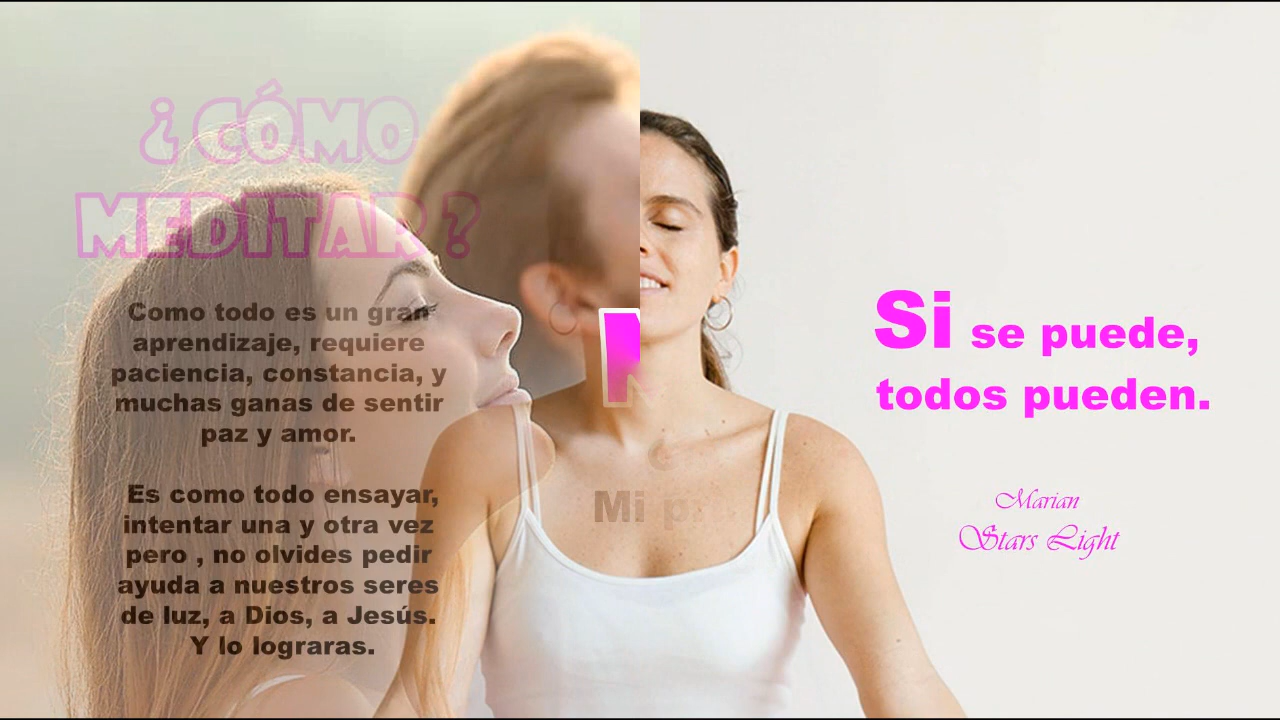 ¿CÓMO
MEDITAR?
Como todo es un gran
aprendizaje, requiere
paciencia, constancia, y
muchas ganas de sentir
paz y amor.
Es como todo ensayar,
intentar una y otra vez
pero , no olvides pedir
ayuda a nuestros seres
de luz, a Dios, a Jesús.
Y lo lograras.
Mi
Si se puede,
todos pueden.
Marian
Stars Light